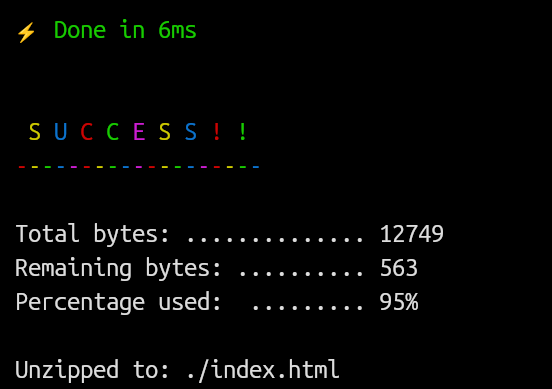 ⚡ Done in 6ms
S U C C E S S ! !
-------------------
Total bytes: .............. 12749
Remaining bytes: .......... 563
Percentage used:  ......... 95%
Unzipped to: ./index.html